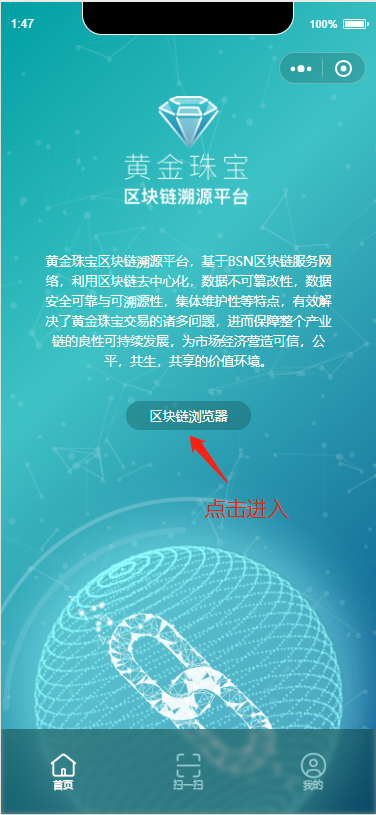 1:47
100%
黄金珠宝
区块链溯源平台
黄金珠宝区块链溯源平台，基于BSN区块链服务网
络，利用区块链去中心化，数据不可篡改性，数据
安全可靠与可溯源性，集体维护性等特点，有效解
决了黄金珠宝交易的诸多问题，进而保障整个产业
链的良性可持续发展，为市场经济营造可信，公
平，共生，共享的价值环境。
区块链浏览器
点击进入
首页
扫一扫
我的